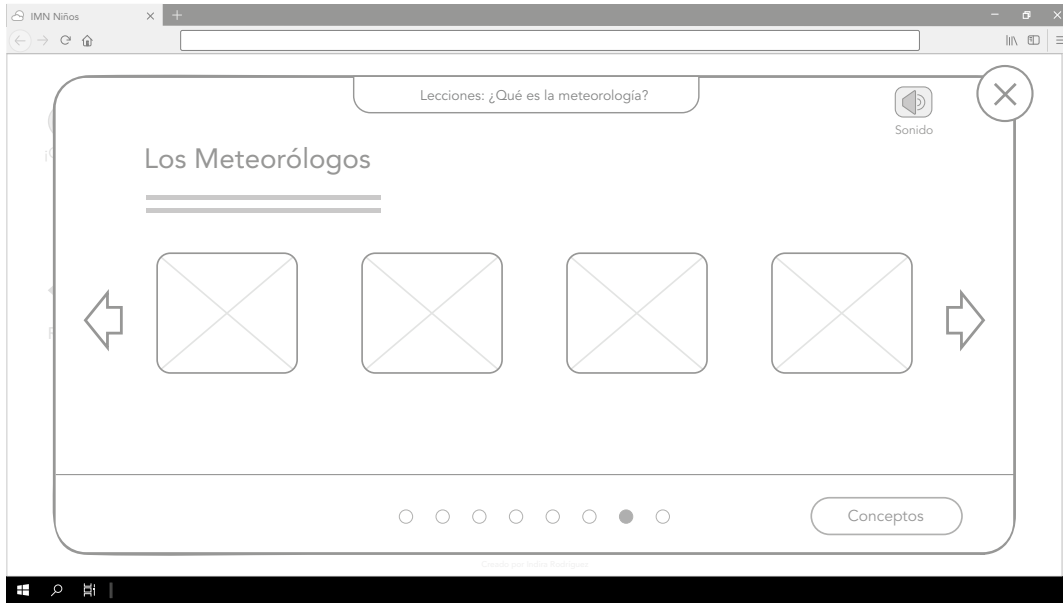 IMN Niños
Lecciones: ¿Qué es la meteorología?
Sonido
Los Meteorólogos
Conceptos